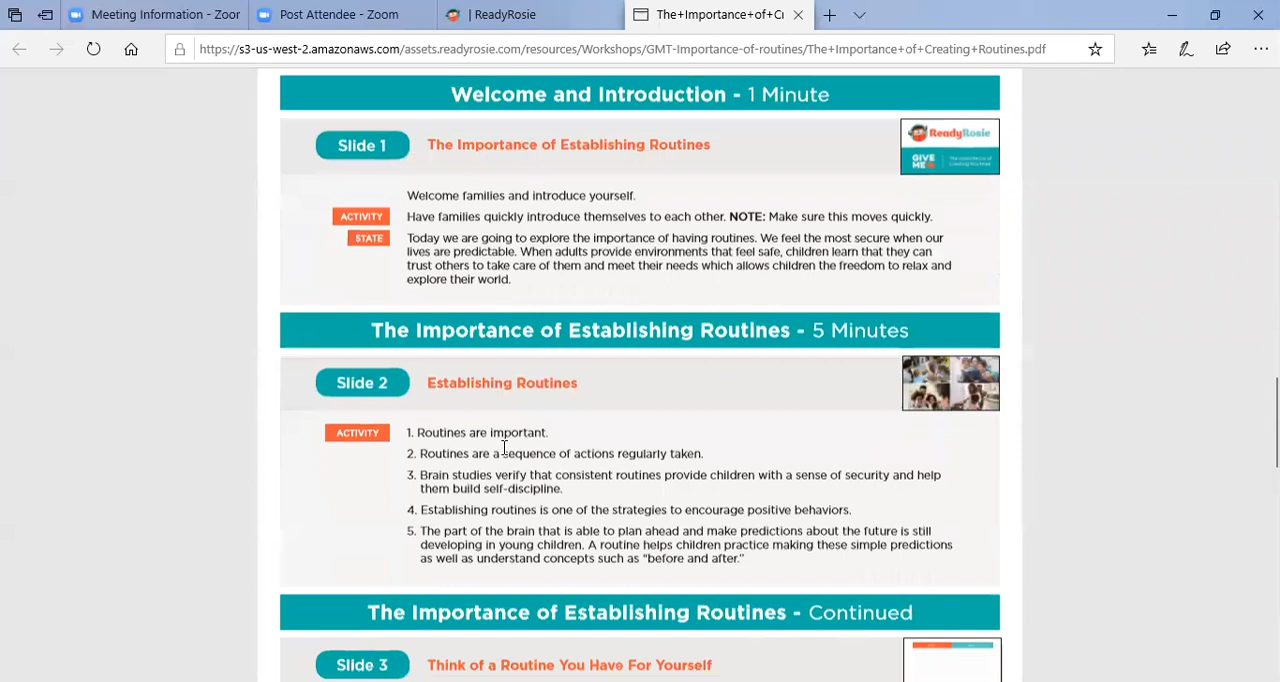 Meeting Information - Zoor
Post Attendee - Zoom
| ReadyRosie
The+Importance+of+Cr
https://s3-us-west-2.amazonaws.com/assets.readyrosie.com/resources/Workshops/GMT-Importance-of-routines/The+Importance+of+Creating+Routines.pdf
Welcome and Introduction - 1 Minute
Slide 1
The Importance of Establishing Routines
ReadyRosie
GIVE ME
The Importance of
Creating Routines
Welcome families and introduce yourself.
ACTIVITY
Have families quickly introduce themselves to each other. NOTE: Make sure this moves quickly.
STATE
Today we are going to explore the importance of having routines. We feel the most secure when our
lives are predictable. When adults provide environments that feel safe, children learn that they can
trust others to take care of them and meet their needs which allows children the freedom to relax and
explore their world.
The Importance of Establishing Routines - 5 Minutes
Slide 2
Establishing Routines
ACTIVITY
1. Routines are important.
2. Routines are a sequence of actions regularly taken.
3. Brain studies verify that consistent routines provide children with a sense of security and help
them build self-discipline.
4. Establishing routines is one of the strategies to encourage positive behaviors.
5. The part of the brain that is able to plan ahead and make predictions about the future is still
developing in young children. A routine helps children practice making these simple predictions
as well as understand concepts such as “before and after.”
The Importance of Establishing Routines - Continued
Slide 3
Think of a Routine You Have For Yourself